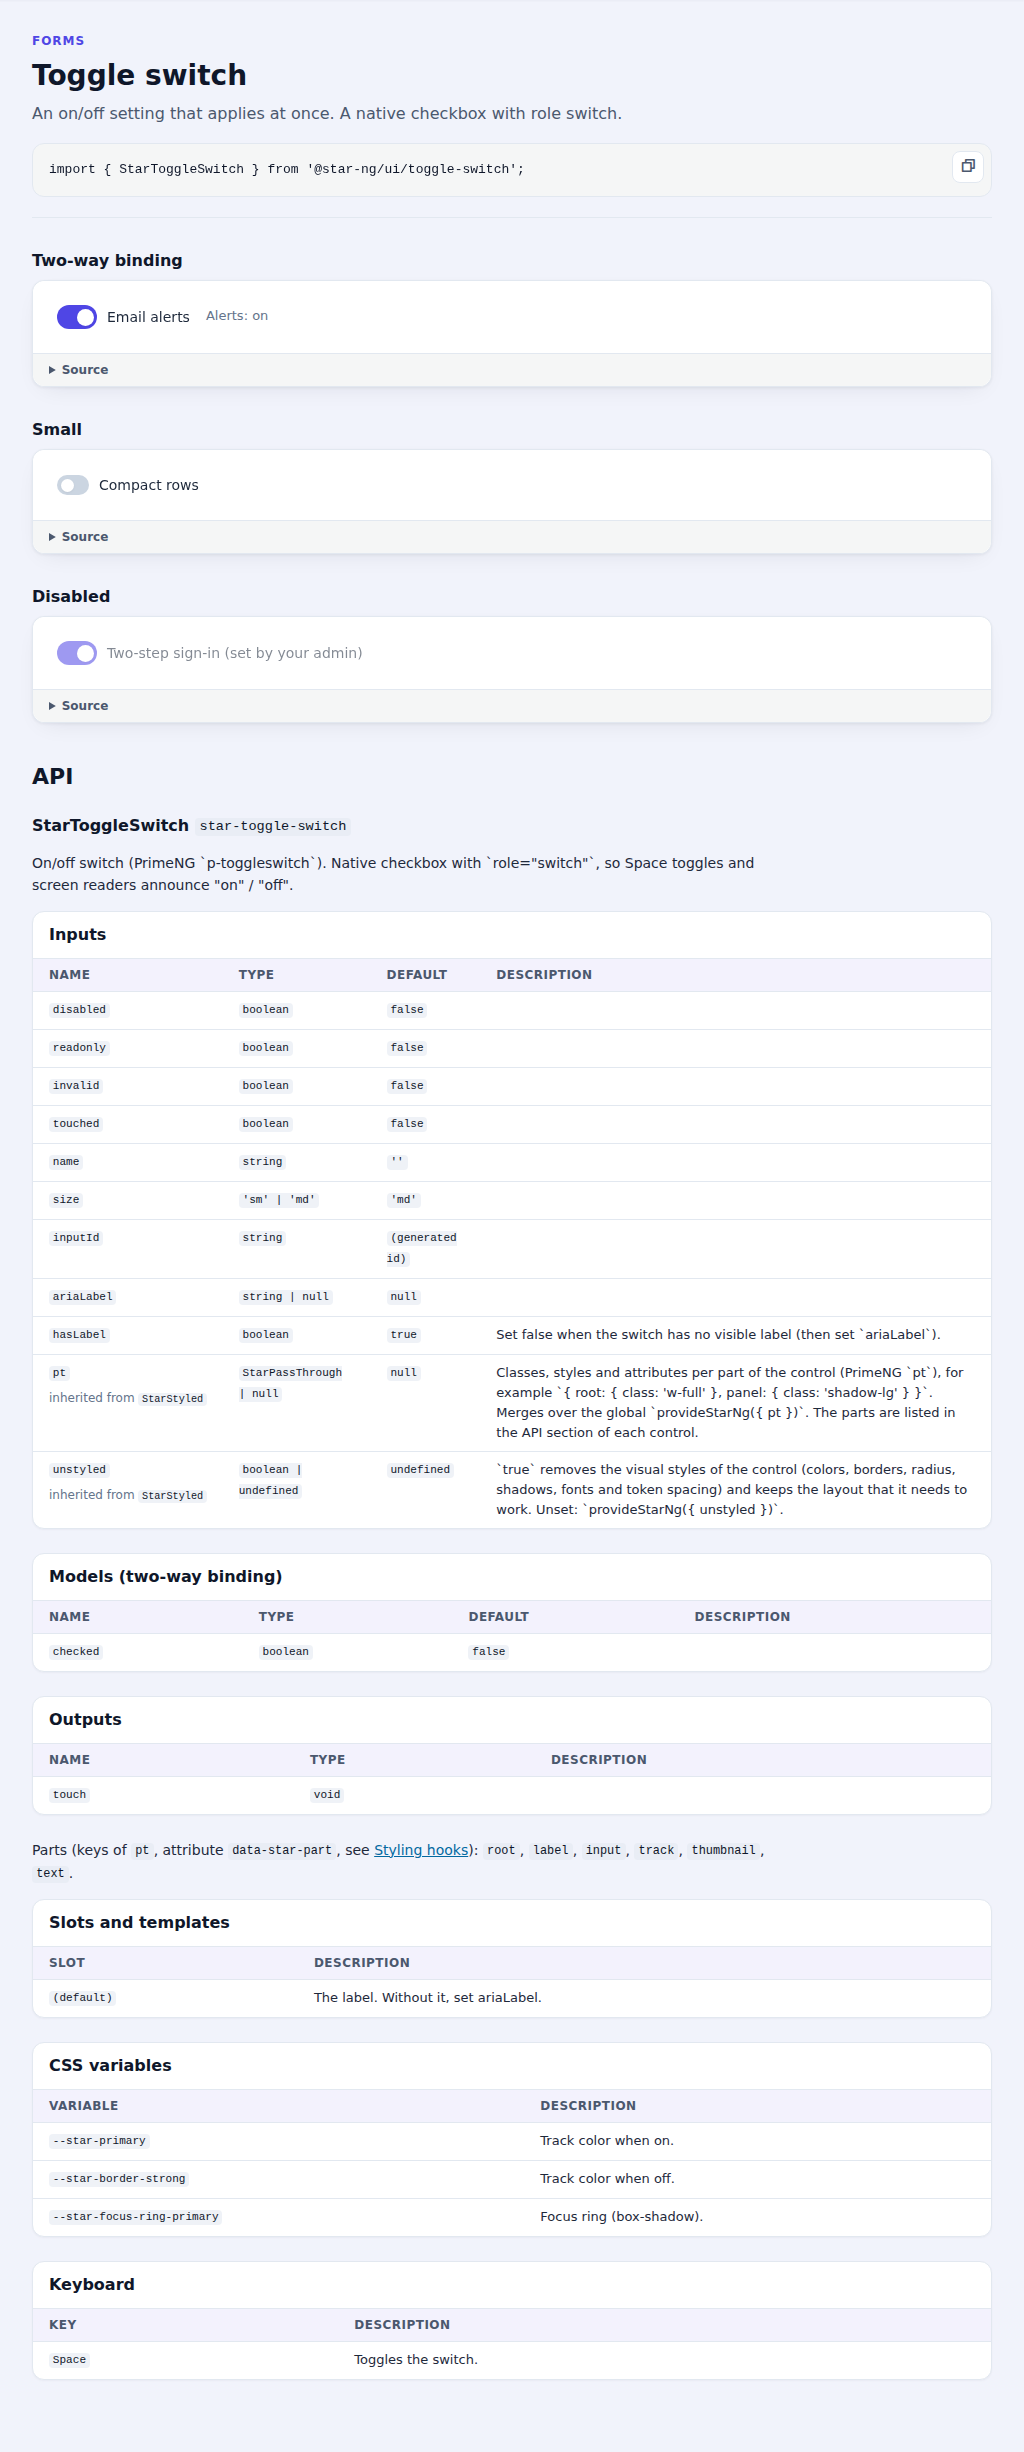 FORMS
Toggle switch
An on/off setting that applies at once. A native checkbox with role switch.
import { StarToggleSwitch } from '@star-ng/ui/toggle-switch';
Two-way binding
Email alerts Alerts: on
Source
Small
Compact rows
Source
Disabled
Two-step sign-in (set by your admin)
Source
API
StarToggleSwitch star-toggle-switch
On/off switch (PrimeNG `p-toggleswitch`). Native checkbox with `role="switch"`, so Space toggles and
screen readers announce "on" / "off".
Inputs
NAME TYPE DEFAULT DESCRIPTION
disabled boolean false
readonly boolean false
invalid boolean false
touched boolean false
name string ''
size 'sm' | 'md' 'md'
inputId string (generated
id)
ariaLabel string | null null
hasLabel boolean true Set false when the switch has no visible label (then set `ariaLabel`).
pt StarPassThrough null Classes, styles and attributes per part of the control (PrimeNG `pt`), for
inherited from StarStyled | null example `{ root: { class: 'w-full' }, panel: { class: 'shadow-lg' } }`.
Merges over the global `provideStarNg({ pt })`. The parts are listed in
the API section of each control.
unstyled boolean | undefined `true` removes the visual styles of the control (colors, borders, radius,
inherited from StarStyled undefined shadows, fonts and token spacing) and keeps the layout that it needs to
work. Unset: `provideStarNg({ unstyled })`.
Models (two-way binding)
NAME TYPE DEFAULT DESCRIPTION
checked boolean false
Outputs
NAME TYPE DESCRIPTION
touch void
Parts (keys of pt, attribute data-star-part, see Styling hooks): root, label, input, track, thumbnail,
text.
Slots and templates
SLOT DESCRIPTION
(default) The label. Without it, set ariaLabel.
CSS variables
VARIABLE DESCRIPTION
--star-primary Track color when on.
--star-border-strong Track color when off.
--star-focus-ring-primary Focus ring (box-shadow).
Keyboard
KEY DESCRIPTION
Space Toggles the switch.